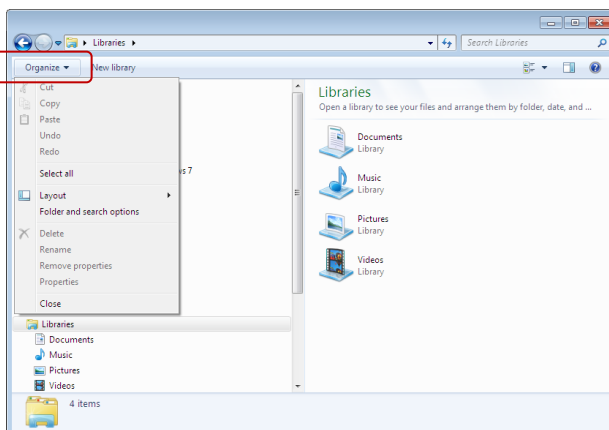 Libraries
Search Libraries
Organize
New library
Cut
Copy
Paste
Undo
Redo
Select all
Layout
Folder and search options
Delete
Rename
Remove properties
Properties
Close
vs 7
Libraries
Documents
Music
Pictures
Videos
Libraries
Open a library to see your files and arrange them by folder, date, and ...
Documents
Library
Music
Library
Pictures
Library
Videos
Library
4 items